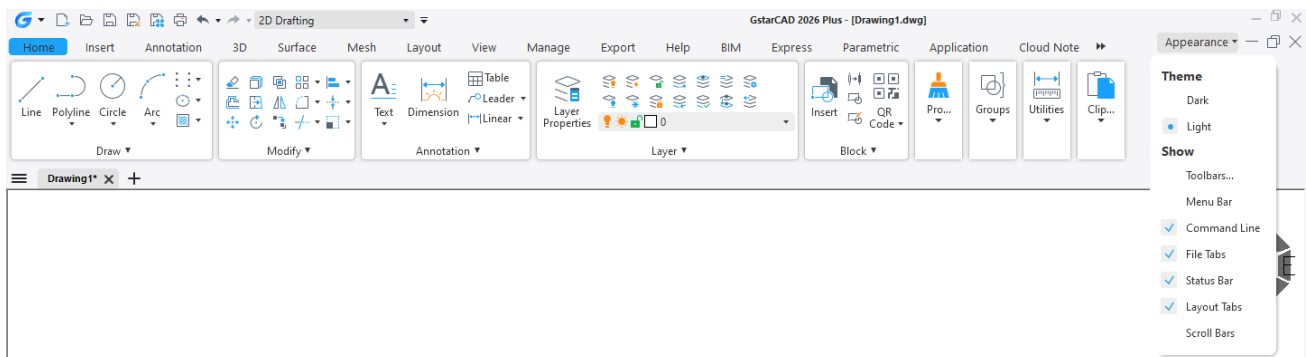 2D Drafting
GstarCAD 2026 Plus - [Drawing1.dwg]
Home Insert Annotation 3D Surface Mesh Layout View Manage Export Help BIM Express Parametric Application Cloud Note Appearance
Line Polyline Circle Arc
Draw
Modify
Text Dimension
Table
Leader
Linear
Annotation
Layer
Properties
0
Layer
Insert
QR
Code
Block
Pro...
Groups
Utilities
Clip...
Drawing1*
Theme
Dark
Light
Show
Toolbars...
Menu Bar
Command Line
File Tabs
Status Bar
Layout Tabs
Scroll Bars
E